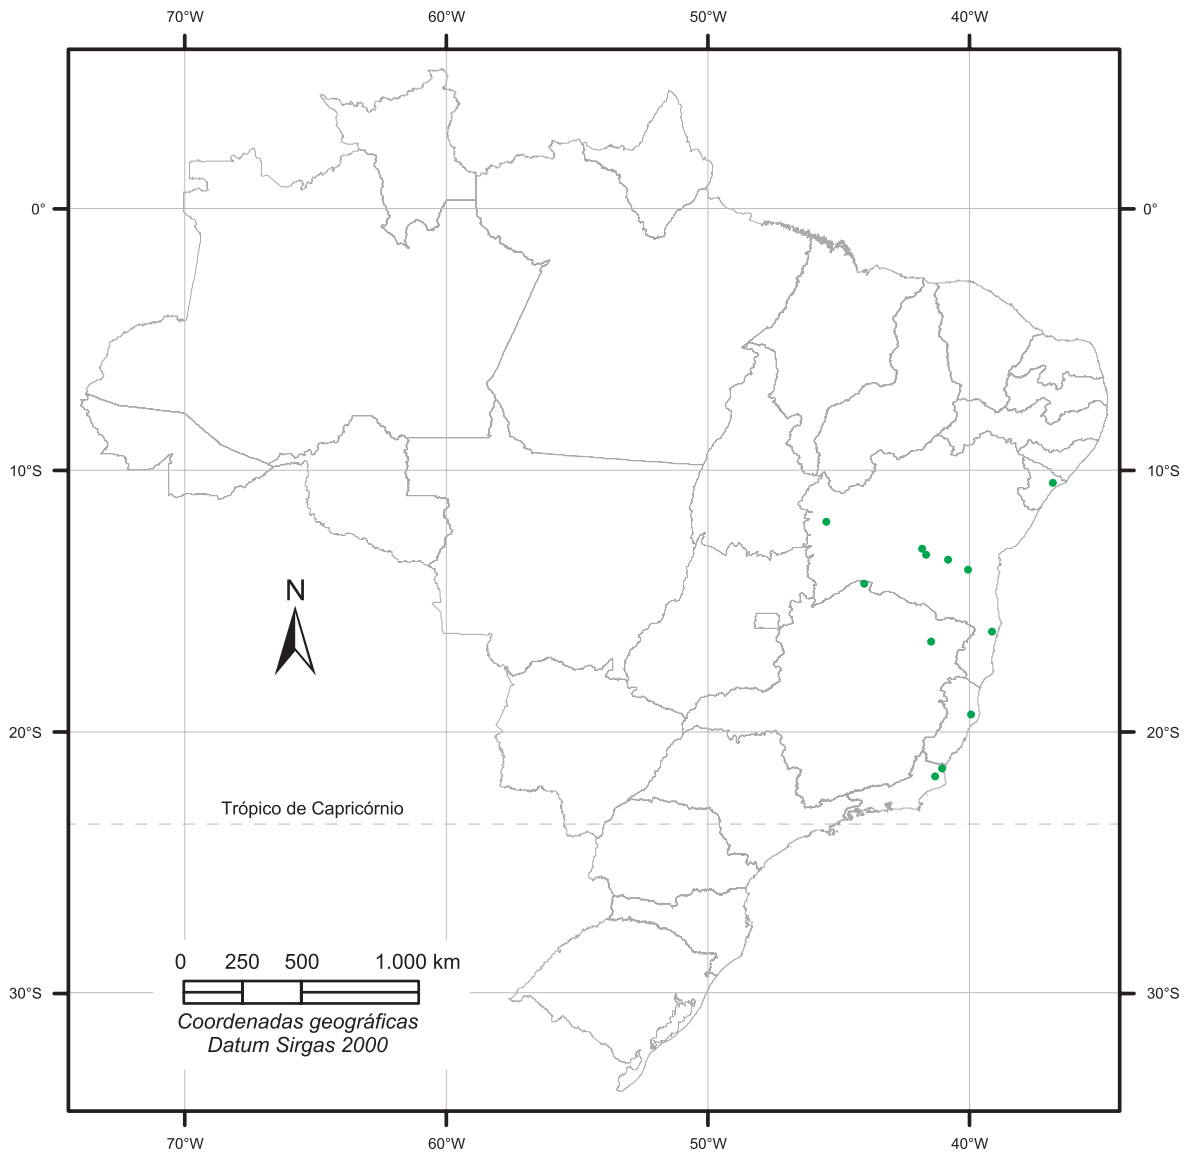 70°W 60°W 50°W 40°W
0° 0°
10°S 10°S
N
20°S 20°S
Trópico de Capricórnio
0 250 500 1.000 km
30°S 30°S
Coordenadas geográficas
Datum Sirgas 2000
70°W 60°W 50°W 40°W